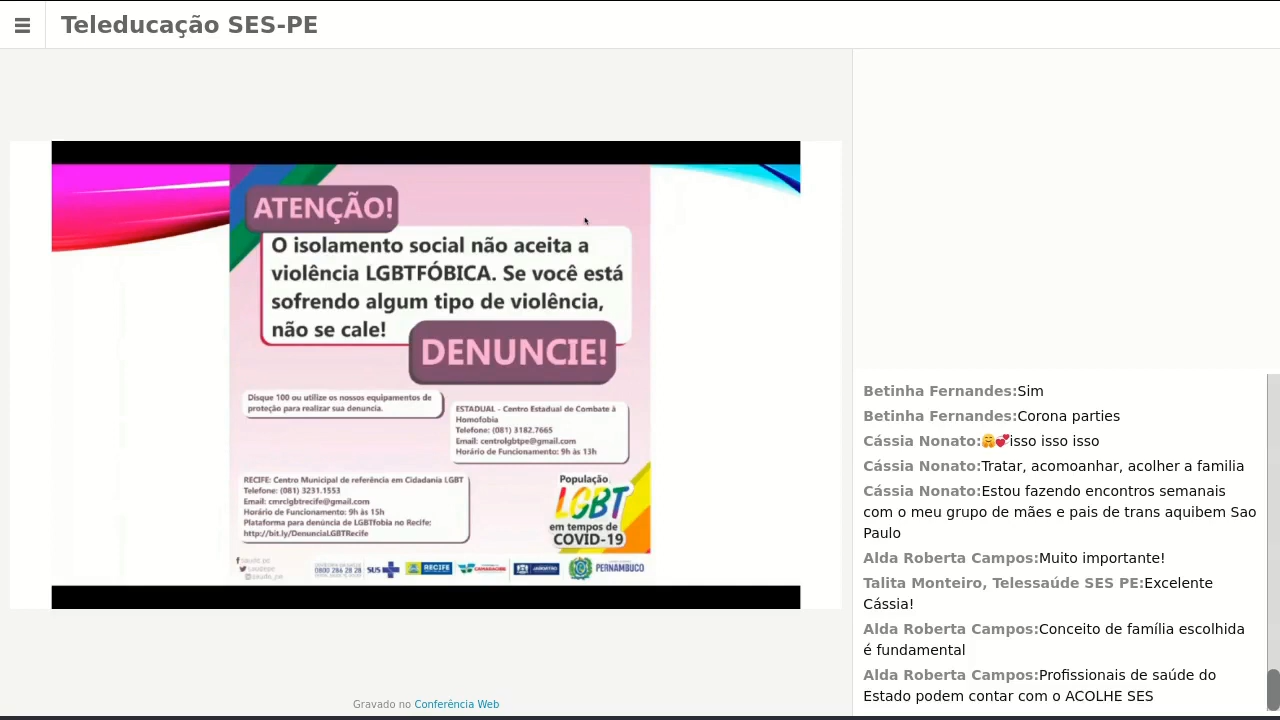 Teleducação SES-PE
ATENÇÃO!
O isolamento social não aceita a
violência LGBTFÓBICA. Se você está
sofrendo algum tipo de violência,
não se cale!
DENUNCIE!
Disque 100 ou utilize os nossos equipamentos de
proteção para realizar sua denuncia.
ESTADUAL - Centro Estadual de Combate à
Homofobia
Telefone: (081) 3182.7665
Email: centrolgbtpe@gmail.com
Horário de Funcionamento: 9h às 13h
RECIFE: Centro Municipal de referência em Cidadania LGBT
Telefone: (081) 3231.1553
Email: cmrclgbtrecife@gmail.com
Horário de Funcionamento: 9h às 15h
Plataforma para denúncia de LGBTfobia no Recife:
http://bit.ly/DenunciaLGBTRecife
População
LGBT
em tempos de
COVID-19
0800 286 28 28
SUS
RECIFE
CAMARAGIBE
JABOATÃO
PERNAMBUCO
Gravado no Conferência Web
Betinha Fernandes:Sim
Betinha Fernandes:Corona parties
Cássia Nonato:🤗💕isso isso isso
Cássia Nonato:Tratar, acomoanhar, acolher a familia
Cássia Nonato:Estou fazendo encontros semanais
com o meu grupo de mães e pais de trans aquibem Sao
Paulo
Alda Roberta Campos:Muito importante!
Talita Monteiro, Telessaúde SES PE:Excelente
Cássia!
Alda Roberta Campos:Conceito de família escolhida
é fundamental
Alda Roberta Campos:Profissionais de saúde do
Estado podem contar com o ACOLHE SES